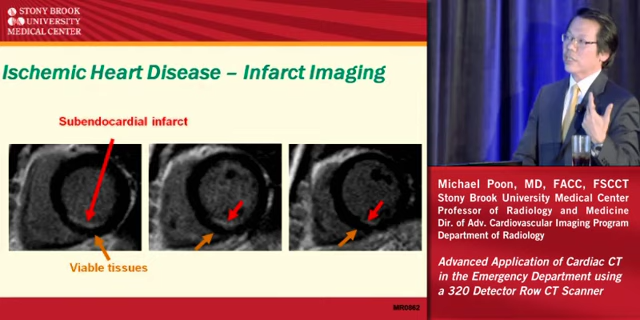 STONY BROOK
UNIVERSITY
MEDICAL CENTER
Ischemic Heart Disease – Infarct Imaging
Subendocardial infarct
Viable tissues
MR0862
Michael Poon, MD, FACC, FSCCT
Stony Brook University Medical Center
Professor of Radiology and Medicine
Dir. of Adv. Cardiovascular Imaging Program
Department of Radiology
Advanced Application of Cardiac CT
in the Emergency Department using
a 320 Detector Row CT Scanner